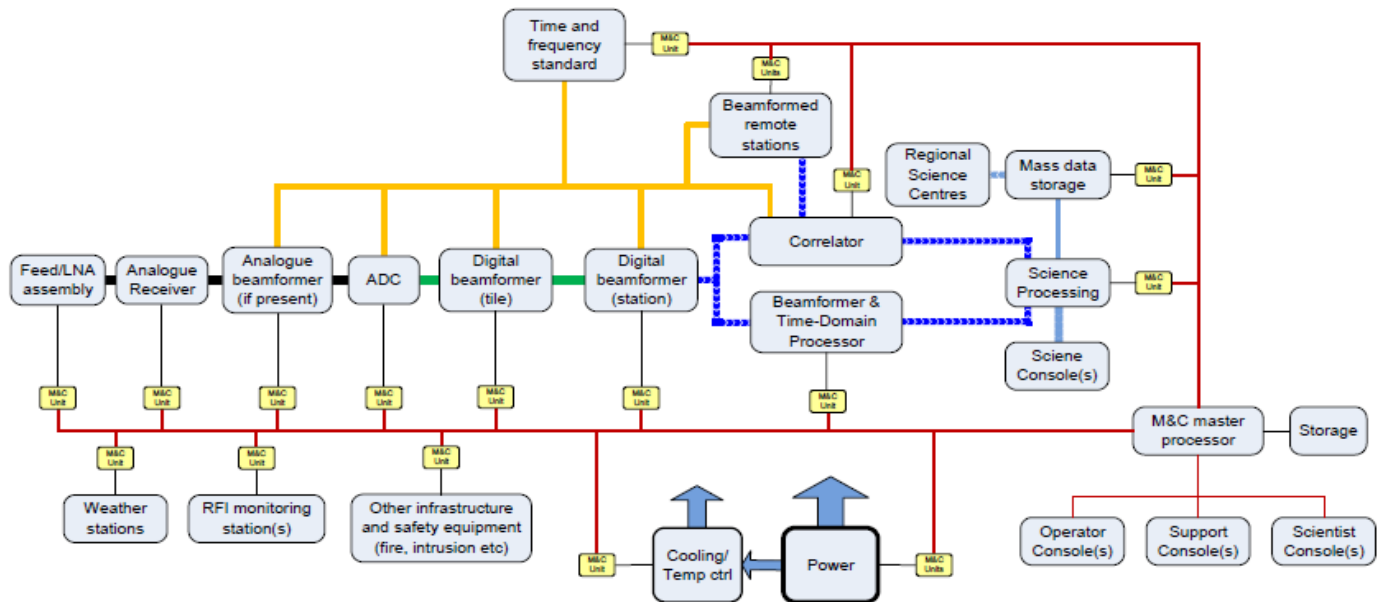 Time and
frequency
standard
M&C
Unit
M&C
Units
Beamformed
remote
stations
Regional
Science
Centres
Mass data
storage
M&C
Unit
M&C
Unit
Correlator
Feed/LNA
assembly
Analogue
Receiver
Analogue
beamformer
(if present)
ADC
Digital
beamformer
(tile)
Digital
beamformer
(station)
Science
Processing
M&C
Unit
Beamformer &
Time-Domain
Processor
Sciene
Console(s)
M&C
Unit
M&C
Unit
M&C
Unit
M&C
Unit
M&C
Unit
M&C
Unit
M&C
Unit
M&C master
processor
Storage
M&C
Unit
M&C
Unit
M&C
Unit
Weather
stations
RFI monitoring
station(s)
Other infrastructure
and safety equipment
(fire, intrusion etc)
M&C
Unit
Cooling/
Temp ctrl
Power
M&C
Units
Operator
Console(s)
Support
Console(s)
Scientist
Console(s)